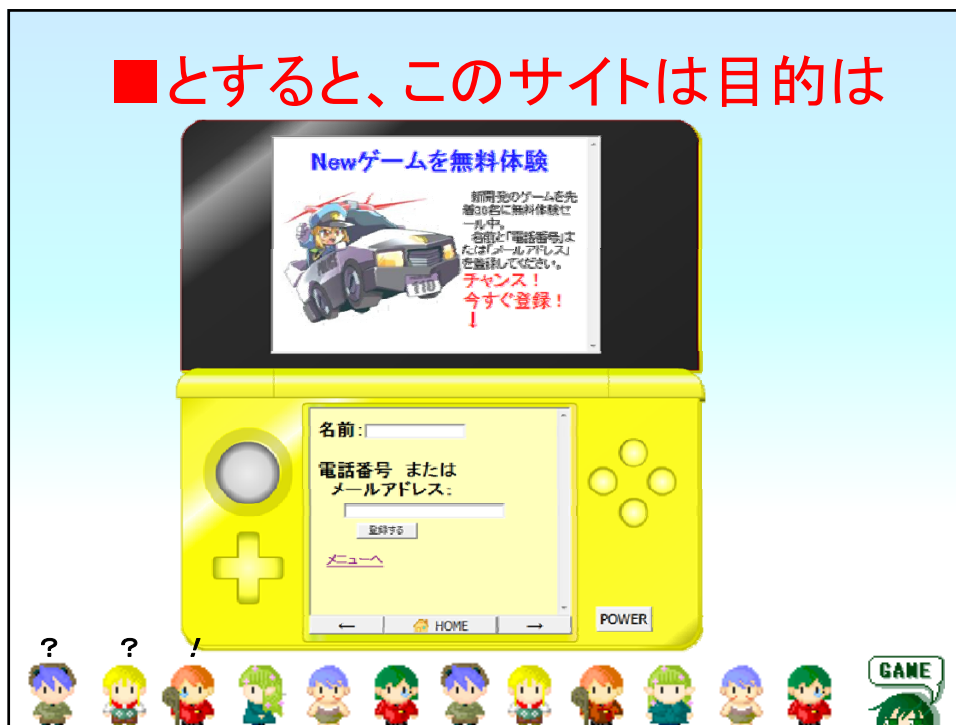 ■とすると、このサイトは目的は
Newゲームを無料体験
新開発のゲームを先
着30名に無料体験セ
ール中。
名前と「電話番号」ま
たは「メールアドレス」
を登録してください。
チャンス！
今すぐ登録！
↓
名前:
電話番号 または
メールアドレス:
登録する
メニューへ
← HOME →
POWER
? ? !
GAME
110